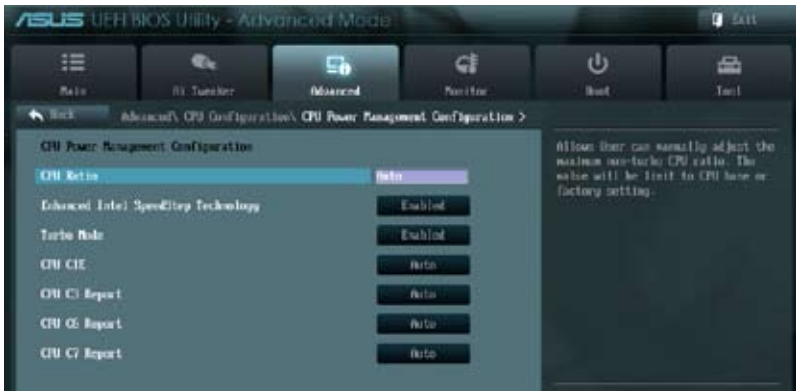 ASUS UEFI BIOS Utility - Advanced Mode
Exit
Main
Ai Tweaker
Advanced
Monitor
Boot
Tool
Back
Advanced\ CPU Configuration\ CPU Power Management Configuration >
CPU Power Management Configuration
CPU Ratio Auto
Enhanced Intel SpeedStep Technology Enabled
Turbo Mode Enabled
CPU C1E Auto
CPU C3 Report Auto
CPU C6 Report Auto
CPU C7 Report Auto
Allows User can manually adjust the
maximum non-turbo CPU ratio. The
value will be limit to CPU base or
factory setting.